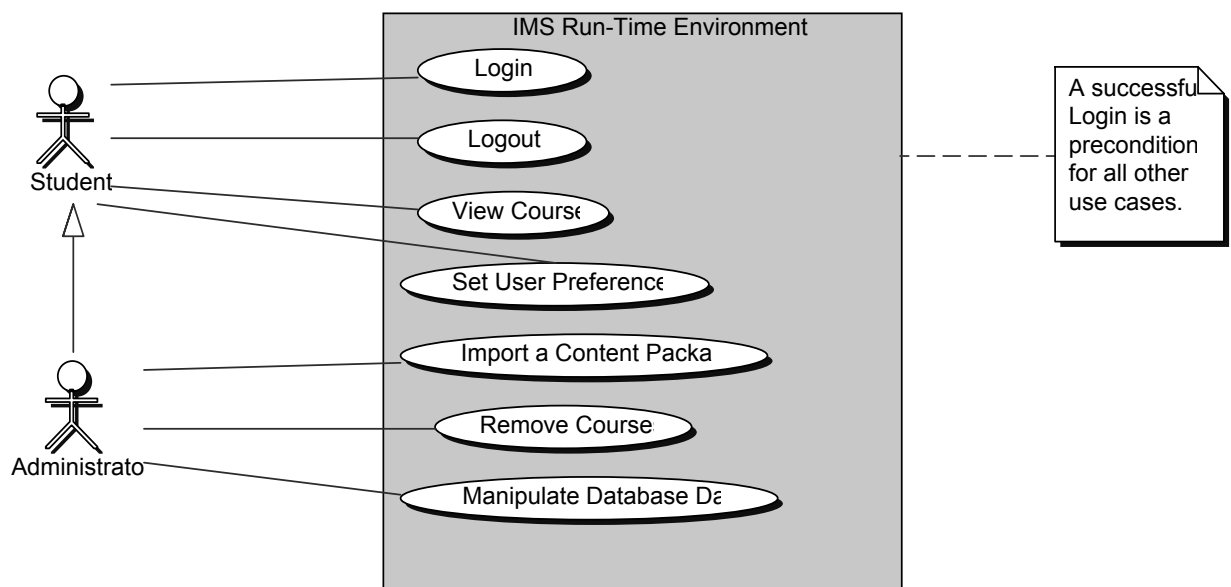 IMS Run-Time Environment
Login
Logout
View Course
Set User Preference
Import a Content Packa
Remove Course
Manipulate Database Da
Student
Administrato
A successfu
Login is a
precondition
for all other
use cases.